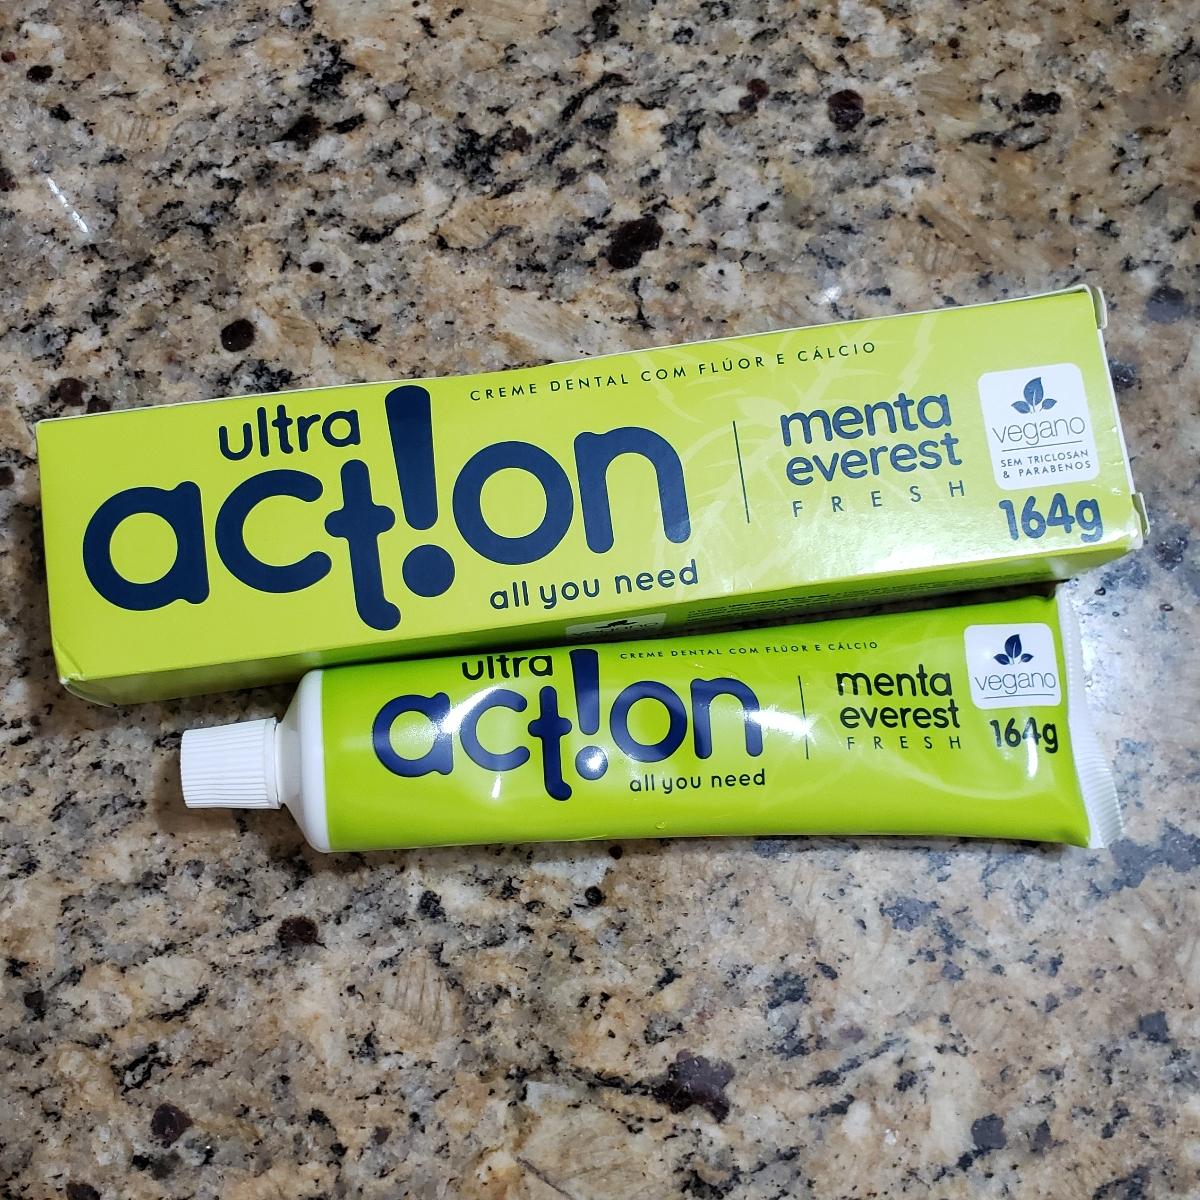 CREME DENTAL COM FLÚOR E CÁLCIO
ultra
act!on
all you need
menta
everest
FRESH
vegano
SEM TRICLOSAN
& PARABENOS
164g
CREME DENTAL COM FLÚOR E CÁLCIO
ultra
act!on
all you need
menta
everest
FRESH
vegano
164g